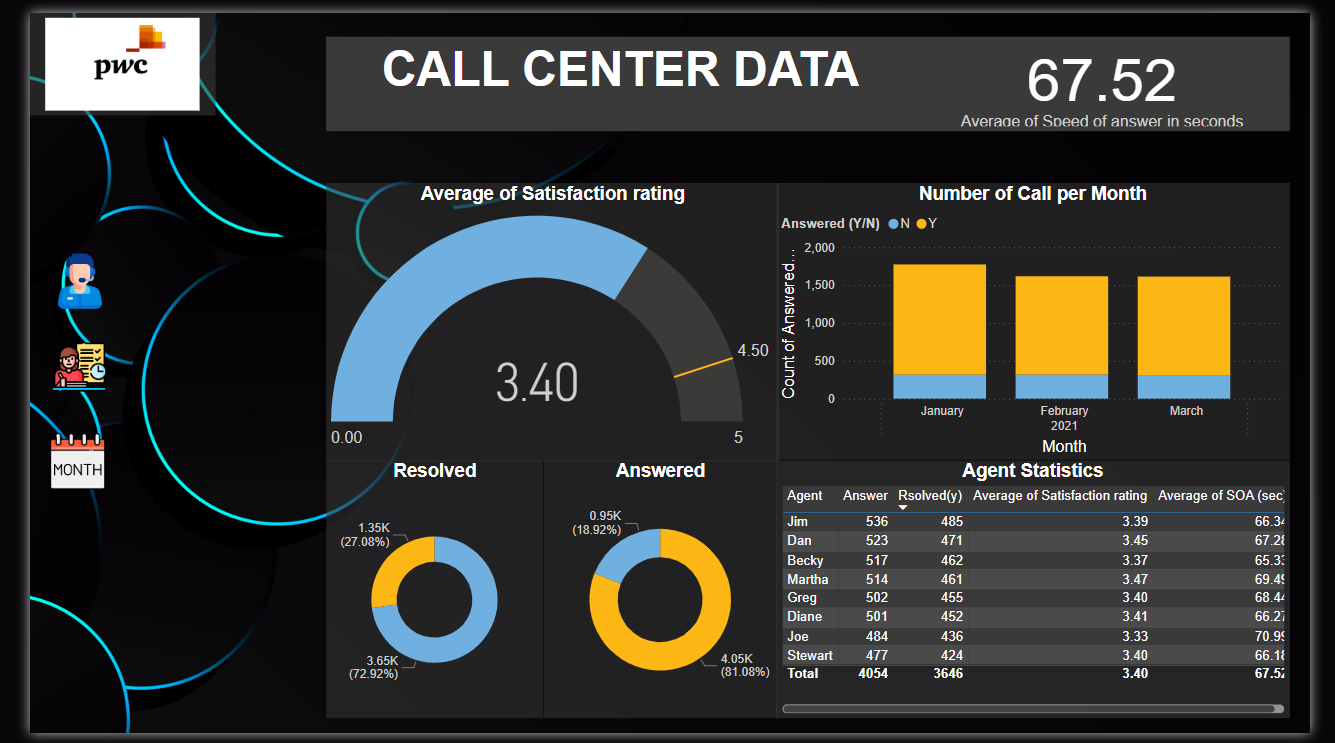 pwc
CALL CENTER DATA
67.52
Average of Speed of answer in seconds
MONTH
Average of Satisfaction rating
3.40
4.50
0.00
5
Number of Call per Month
Answered (Y/N) N Y
Count of Answered...
2,000
1,500
1,000
500
0
January
February
March
2021
Month
Resolved
1.35K
(27.08%)
3.65K
(72.92%)
Answered
0.95K
(18.92%)
4.05K
(81.08%)
Agent Statistics
Agent Answer Rsolved(y) Average of Satisfaction rating Average of SOA (sec)
Jim 536 485 3.39 66.34
Dan 523 471 3.45 67.28
Becky 517 462 3.37 65.33
Martha 514 461 3.47 69.49
Greg 502 455 3.40 68.44
Diane 501 452 3.41 66.27
Joe 484 436 3.33 70.99
Stewart 477 424 3.40 66.18
Total 4054 3646 3.40 67.52